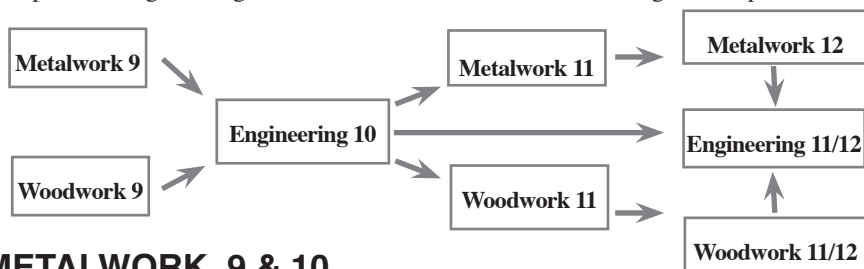 Metalwork 9
Metalwork 11
Metalwork 12
Engineering 10
Engineering 11/12
Woodwork 9
Woodwork 11
Woodwork 11/12
METALWORK 9 & 10